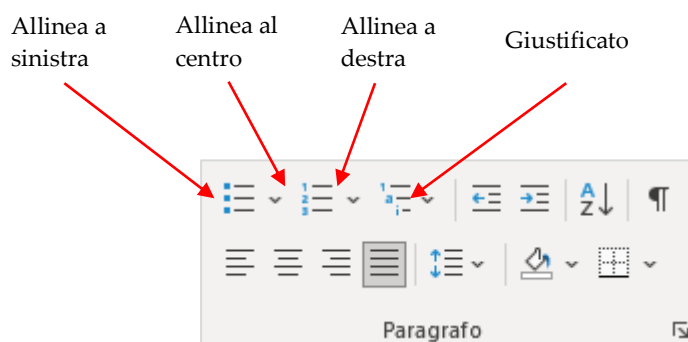 Allinea a
sinistra
Allinea al
centro
Allinea a
destra
Giustificato
Paragrafo